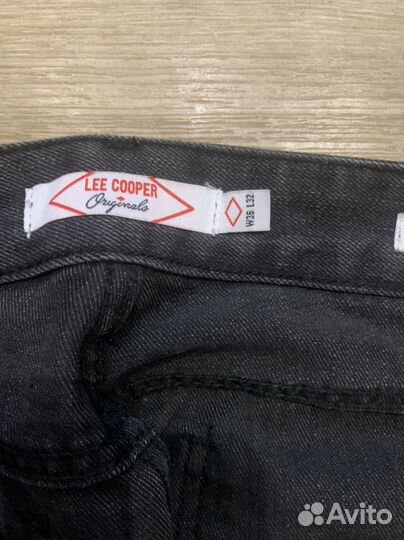 LEE COOPER
Originals
W36 L32
Avito